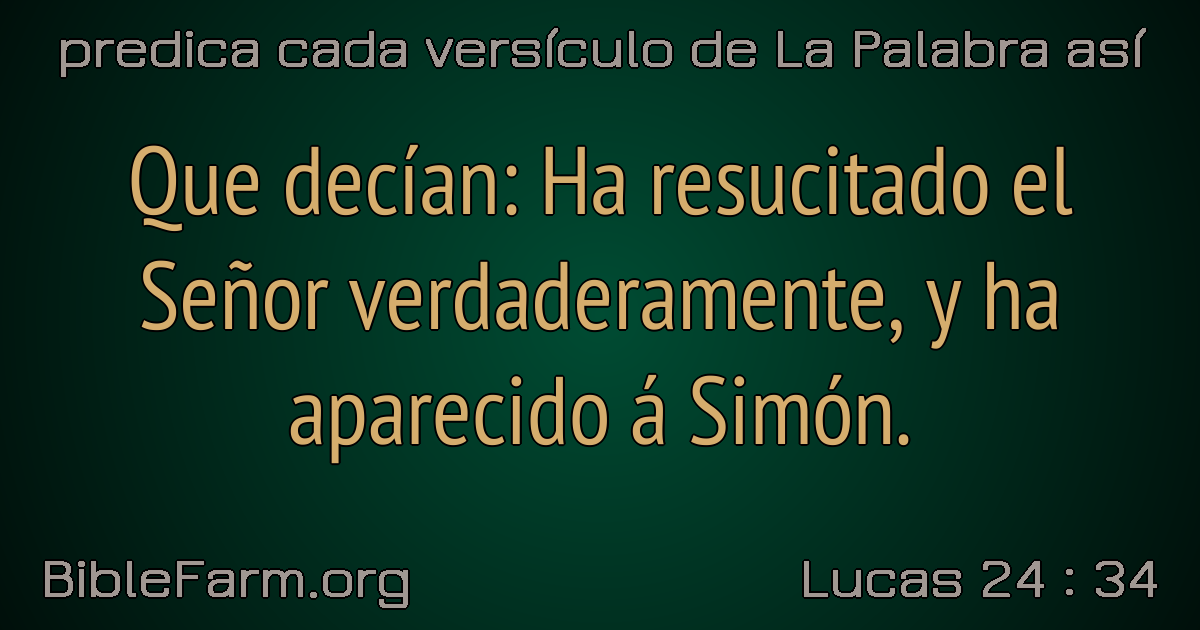 predica cada versículo de La Palabra así
Que decían: Ha resucitado el
Señor verdaderamente, y ha
aparecido á Simón.
BibleFarm.org
Lucas 24 : 34